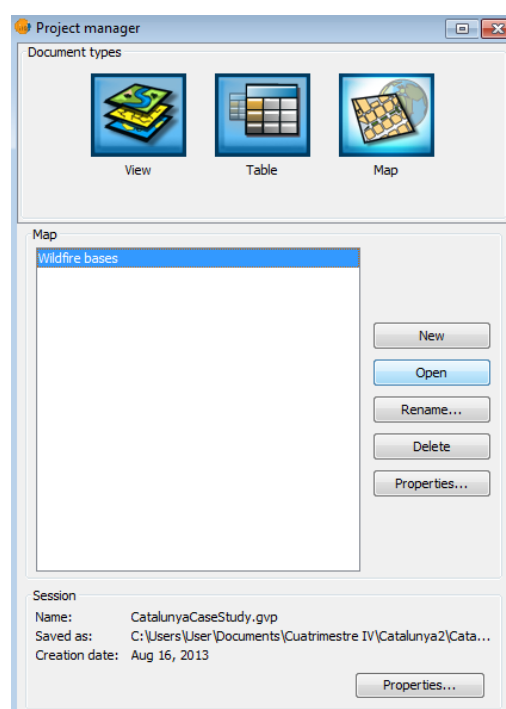 Project manager
Document types
View Table Map
Map
Wildfire bases
New
Open
Rename...
Delete
Properties...
Session
Name: CatalunyaCaseStudy.gvp
Saved as: C:\Users\User\Documents\Cuatrimestre IV\Catalunya2\Cata...
Creation date: Aug 16, 2013
Properties...